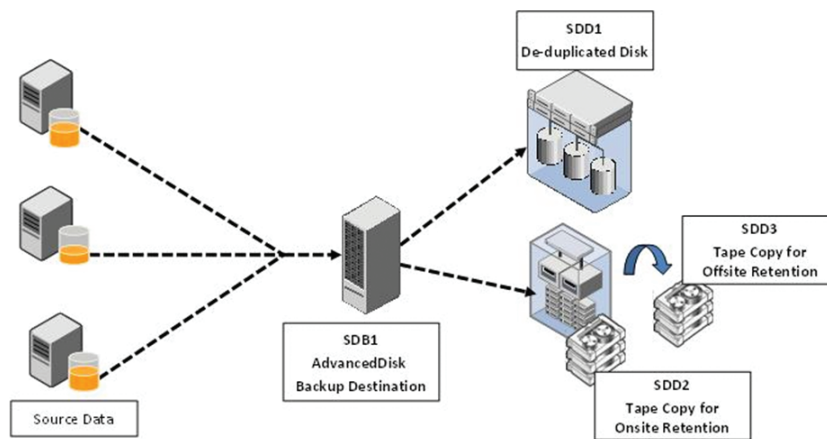 SDD1
De-duplicated Disk
SDD3
Tape Copy for
Offsite Retention
SDB1
AdvancedDisk
Backup Destination
SDD2
Tape Copy for
Onsite Retention
Source Data